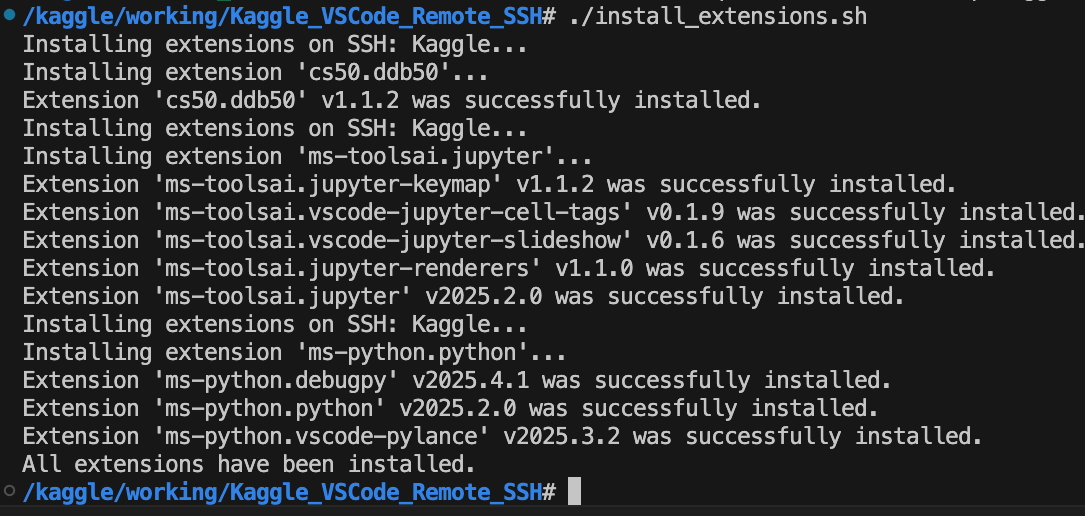 /kaggle/working/Kaggle_VSCode_Remote_SSH# ./install_extensions.sh
Installing extensions on SSH: Kaggle...
Installing extension 'cs50.ddb50'...
Extension 'cs50.ddb50' v1.1.2 was successfully installed.
Installing extensions on SSH: Kaggle...
Installing extension 'ms-toolsai.jupyter'...
Extension 'ms-toolsai.jupyter-keymap' v1.1.2 was successfully installed.
Extension 'ms-toolsai.vscode-jupyter-cell-tags' v0.1.9 was successfully installed.
Extension 'ms-toolsai.vscode-jupyter-slideshow' v0.1.6 was successfully installed.
Extension 'ms-toolsai.jupyter-renderers' v1.1.0 was successfully installed.
Extension 'ms-toolsai.jupyter' v2025.2.0 was successfully installed.
Installing extensions on SSH: Kaggle...
Installing extension 'ms-python.python'...
Extension 'ms-python.debugpy' v2025.4.1 was successfully installed.
Extension 'ms-python.python' v2025.2.0 was successfully installed.
Extension 'ms-python.vscode-pylance' v2025.3.2 was successfully installed.
All extensions have been installed.
/kaggle/working/Kaggle_VSCode_Remote_SSH#